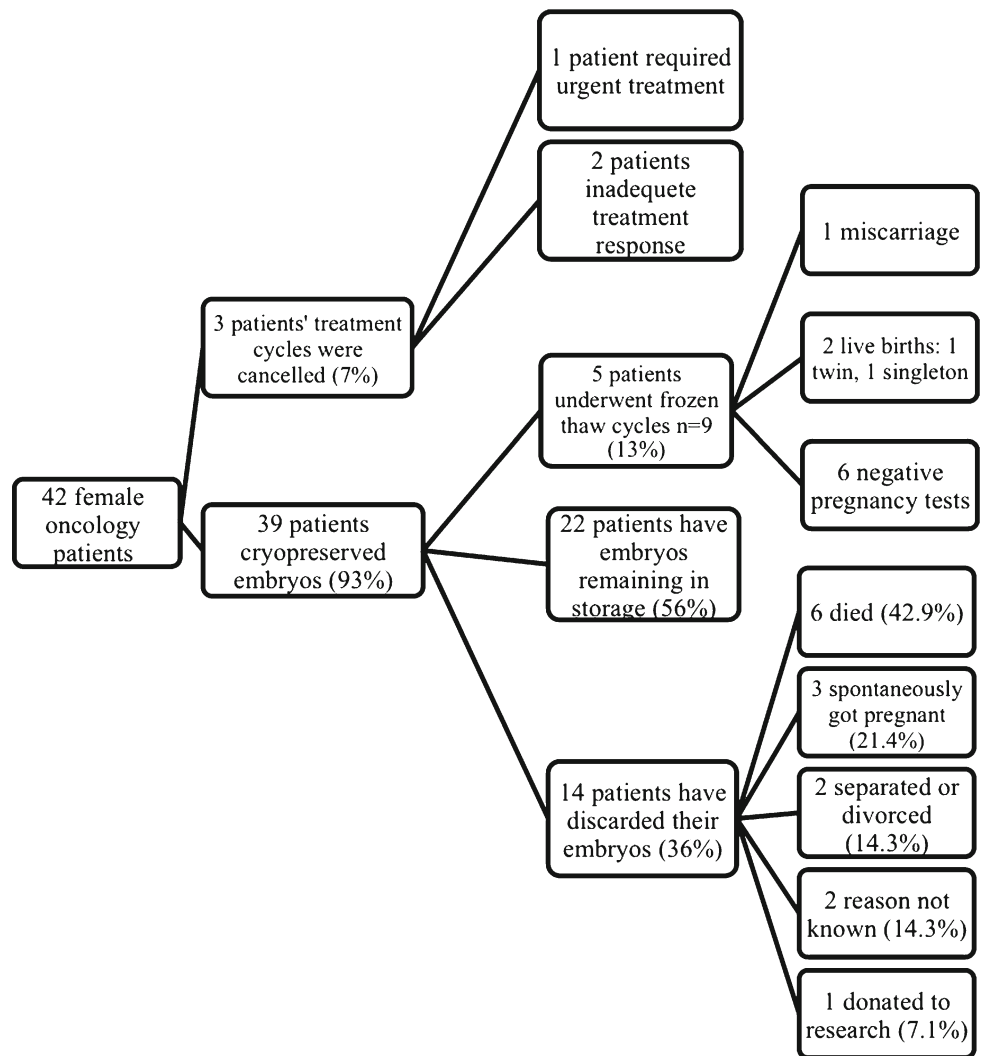 42 female
oncology
patients
3 patients' treatment
cycles were
cancelled (7%)
39 patients
cryopreserved
embryos (93%)
1 patient required
urgent treatment
2 patients
inadequete
treatment
response
5 patients
underwent frozen
thaw cycles n=9
(13%)
22 patients have
embryos
remaining in
storage (56%)
14 patients have
discarded their
embryos (36%)
1 miscarriage
2 live births: 1
twin, 1 singleton
6 negative
pregnancy tests
6 died (42.9%)
3 spontaneously
got pregnant
(21.4%)
2 separated or
divorced
(14.3%)
2 reason not
known (14.3%)
1 donated to
research (7.1%)